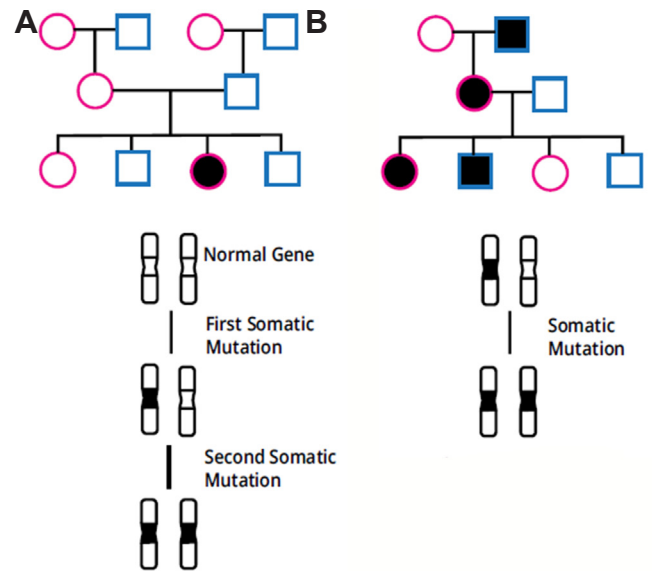 A
B
Normal Gene
First Somatic
Mutation
Somatic
Mutation
Second Somatic
Mutation